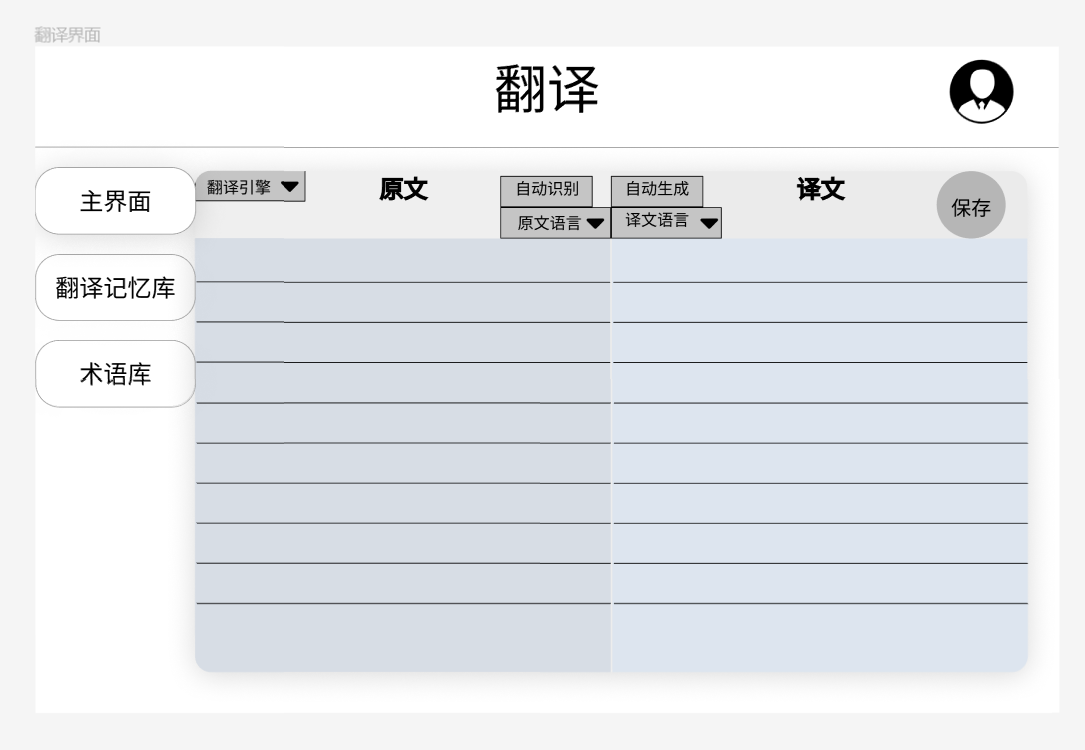 翻译界面
翻译
主界面
翻译记忆库
术语库
翻译引擎
原文
自动识别
原文语言
自动生成
译文语言
译文
保存